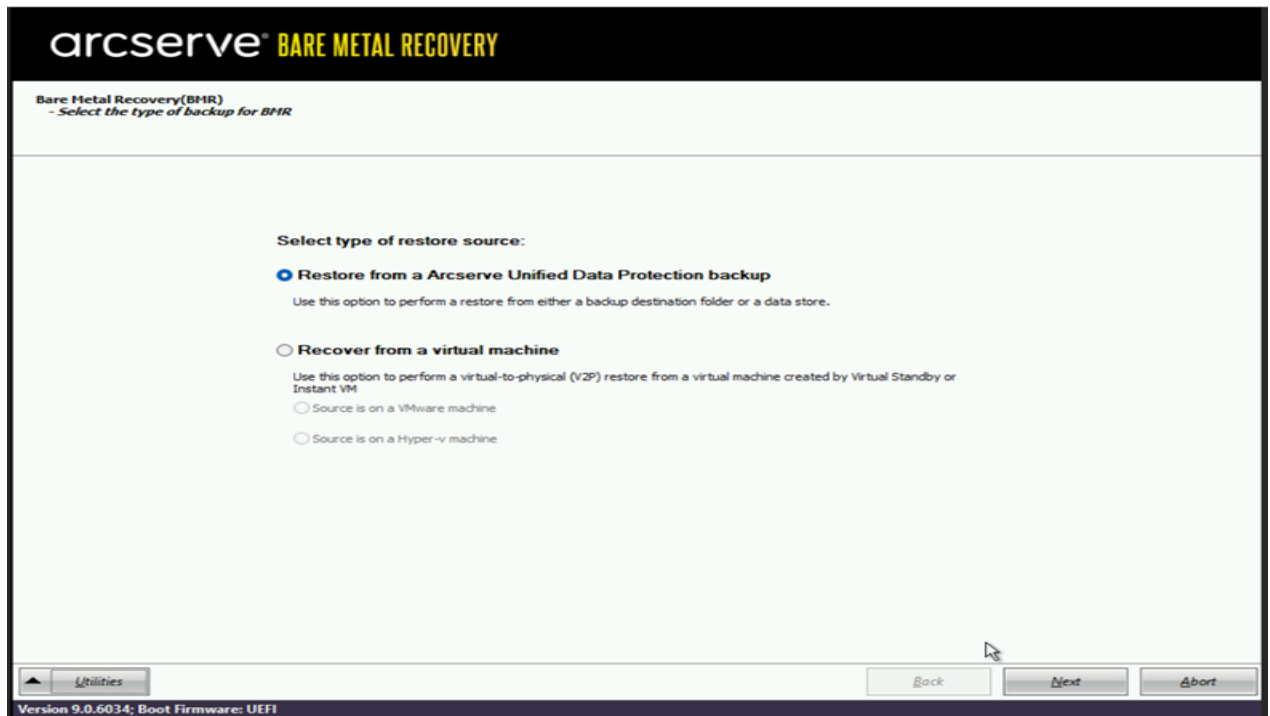 arcserve® BARE METAL RECOVERY
Bare Metal Recovery(BMR)
- Select the type of backup for BMR
Select type of restore source:
Restore from a Arcserve Unified Data Protection backup
Use this option to perform a restore from either a backup destination folder or a data store.
Recover from a virtual machine
Use this option to perform a virtual-to-physical (V2P) restore from a virtual machine created by Virtual Standby or
Instant VM
Source is on a VMware machine
Source is on a Hyper-v machine
Utilities
Back
Next
Abort
Version 9.0.6034; Boot Firmware: UEFI